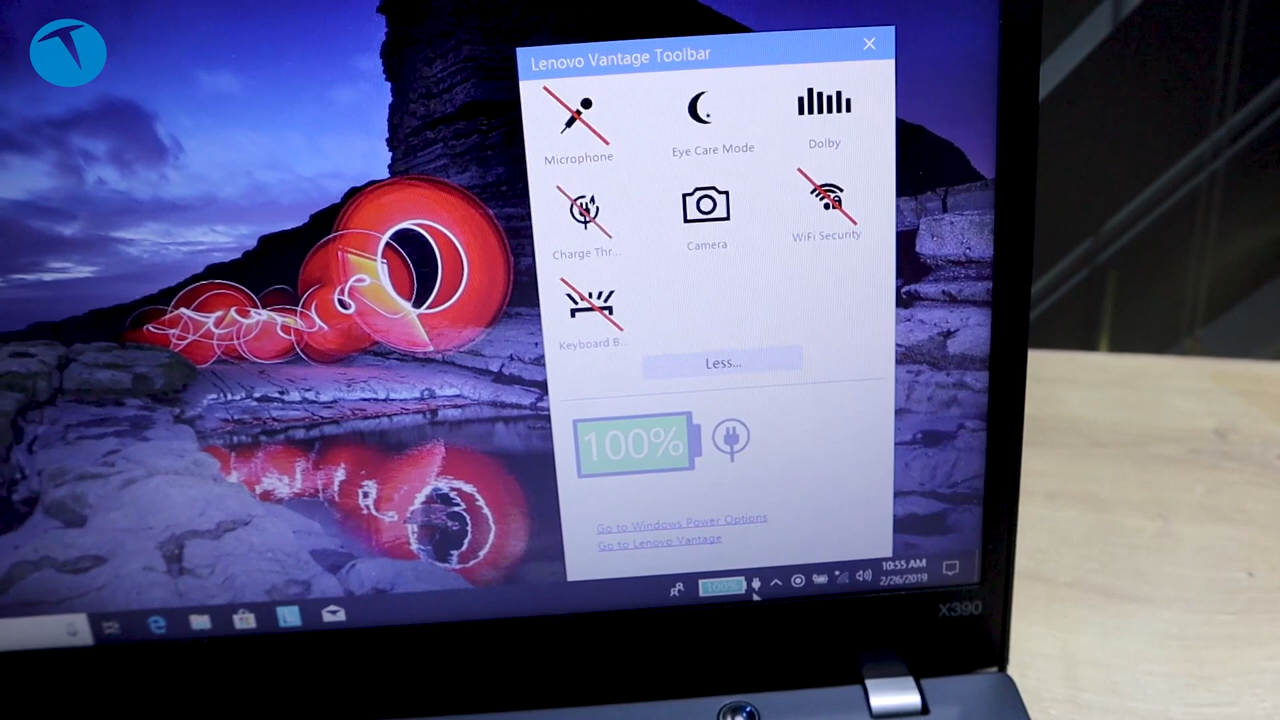 Lenovo Vantage Toolbar
Microphone
Eye Care Mode
Dolby
Charge Thr...
Camera
WiFi Security
Keyboard B...
Less...
100%
Go to Windows Power Options
Go to Lenovo Vantage
100%
10:55 AM
2/26/2019
X390